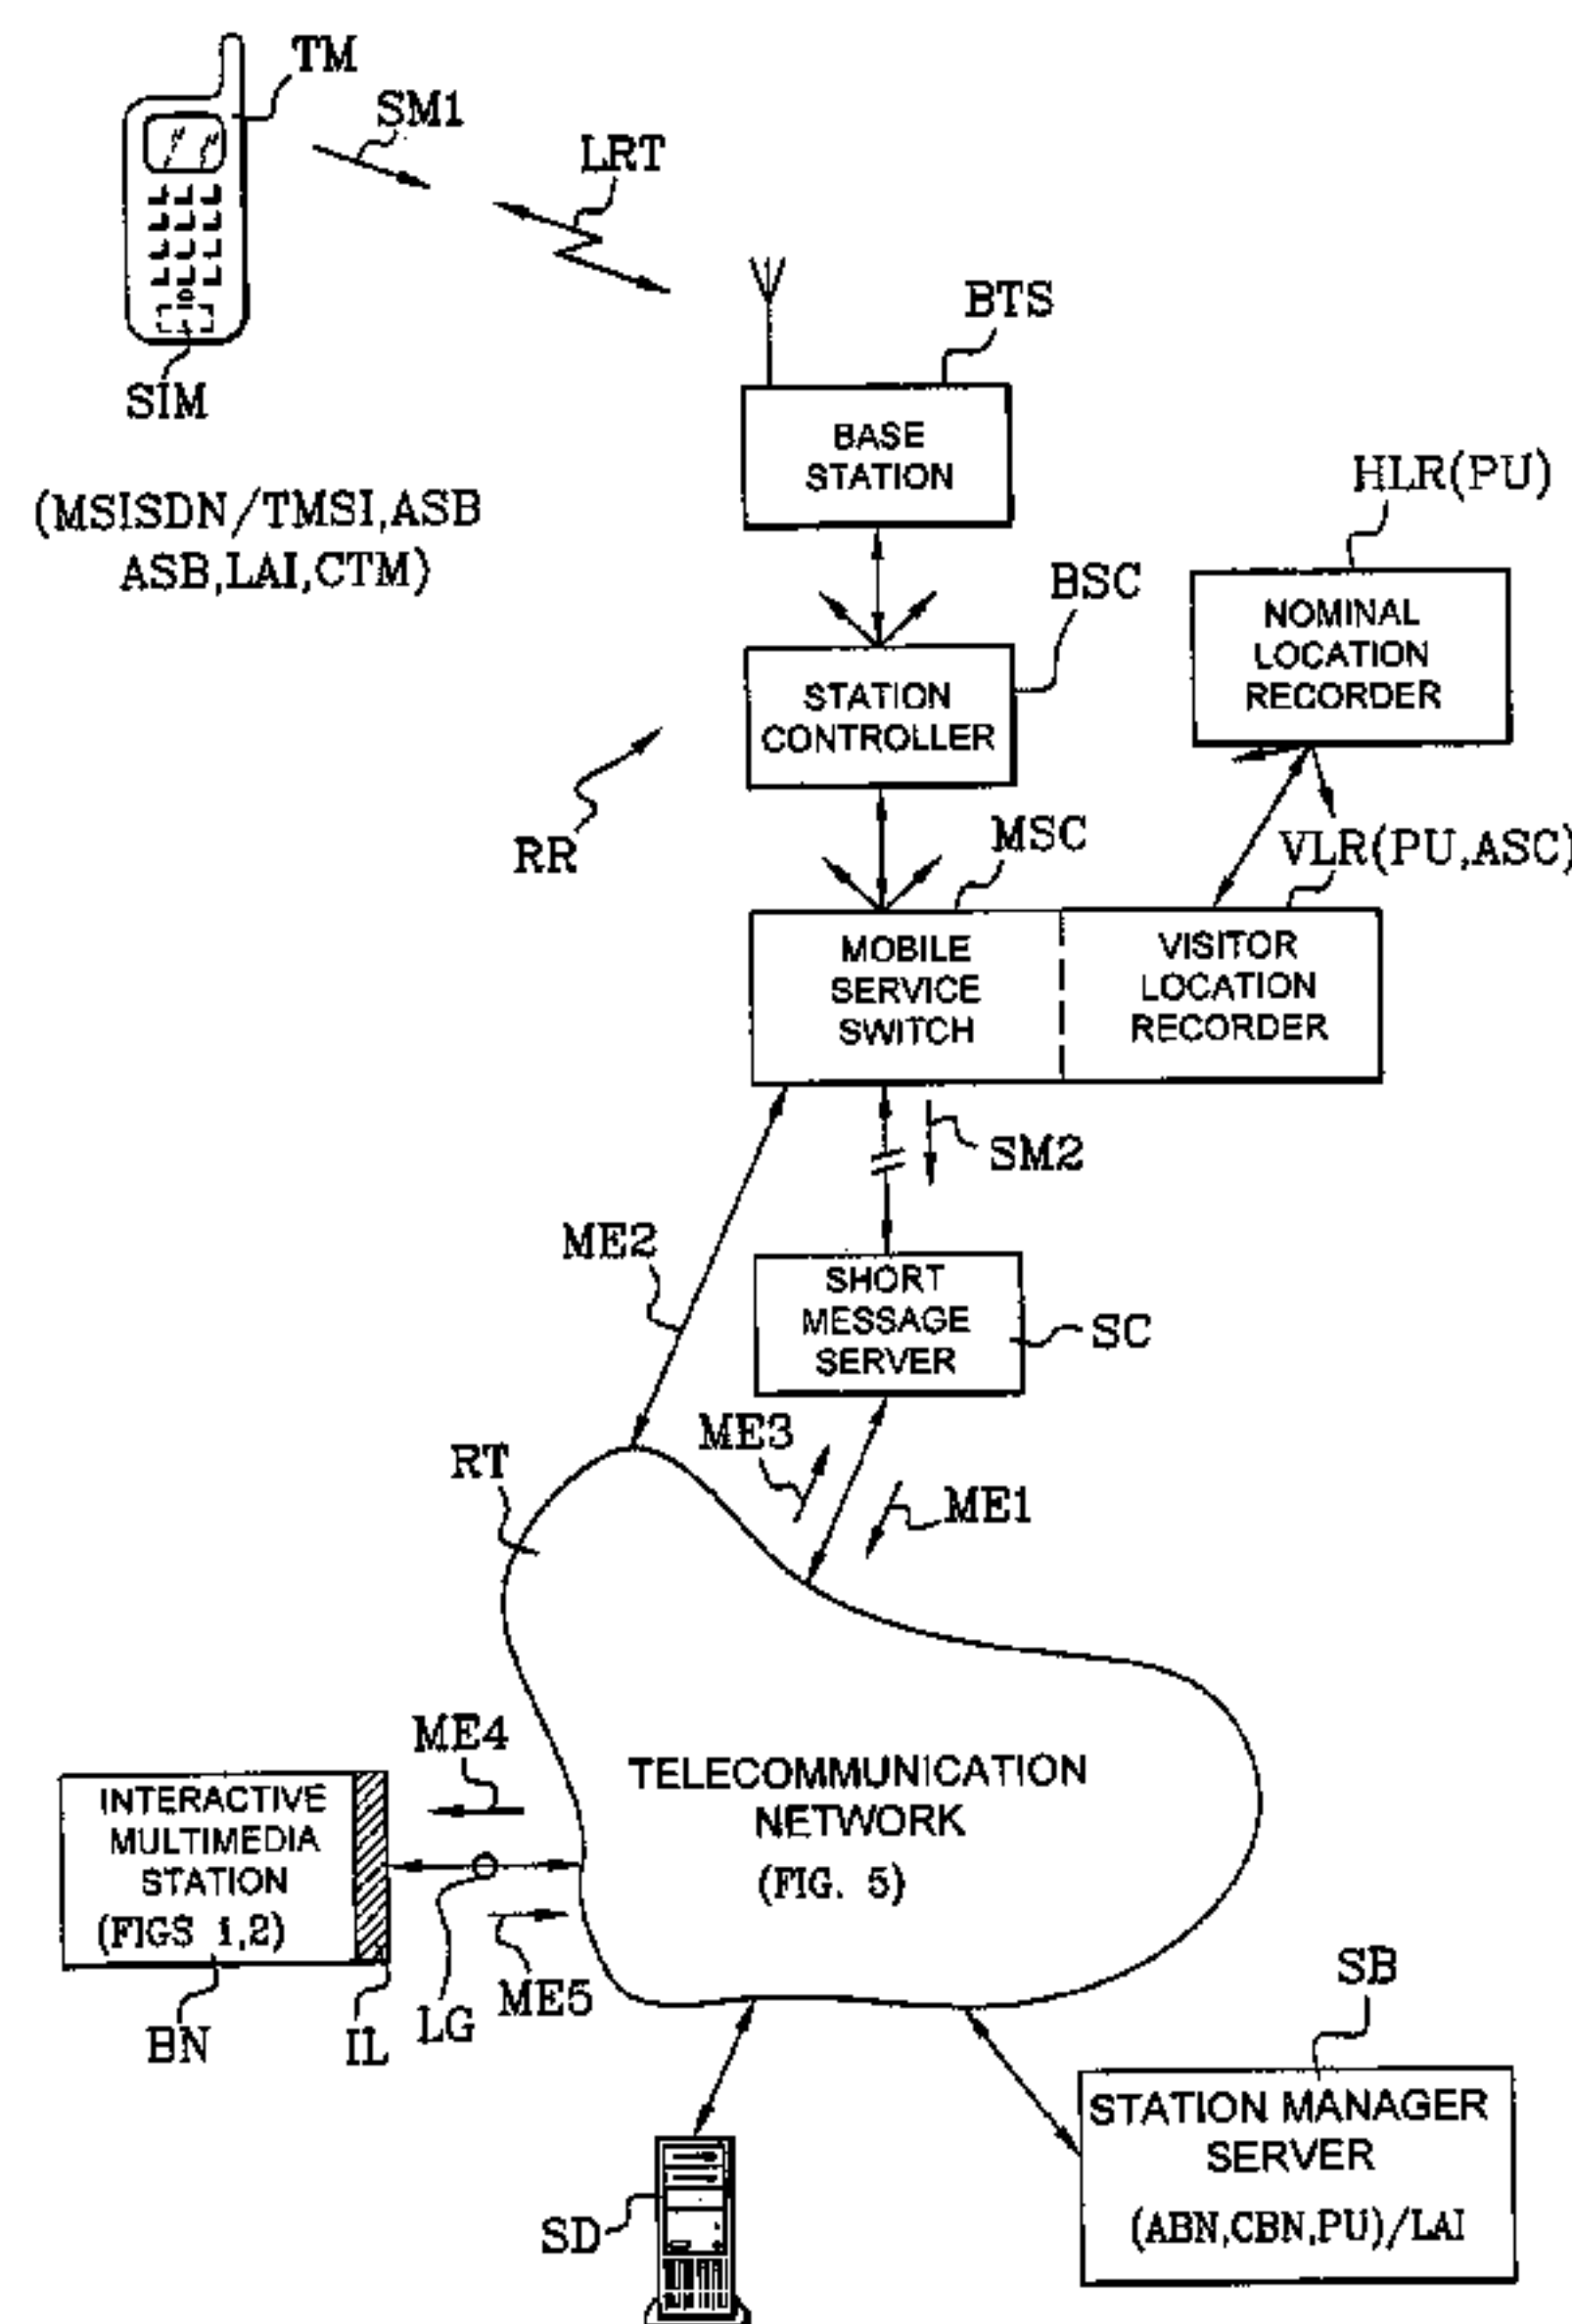 TM
SM1
LRT
SIM
(MSISDN/TMSI,ASB
ASB,LAI,CTM)
BTS
BASE
STATION
HLR(PU)
NOMINAL
LOCATION
RECORDER
BSC
STATION
CONTROLLER
RR
MSC
VLR(PU,ASC)
MOBILE
SERVICE
SWITCH
VISITOR
LOCATION
RECORDER
SM2
ME2
SHORT
MESSAGE
SERVER
SC
ME3
ME1
RT
ME4
TELECOMMUNICATION
NETWORK
(FIG. 5)
INTERACTIVE
MULTIMEDIA
STATION
(FIGS 1,2)
BN
IL
LG
ME5
SB
STATION MANAGER
SERVER
(ABN,CBN,PU)/LAI
SD